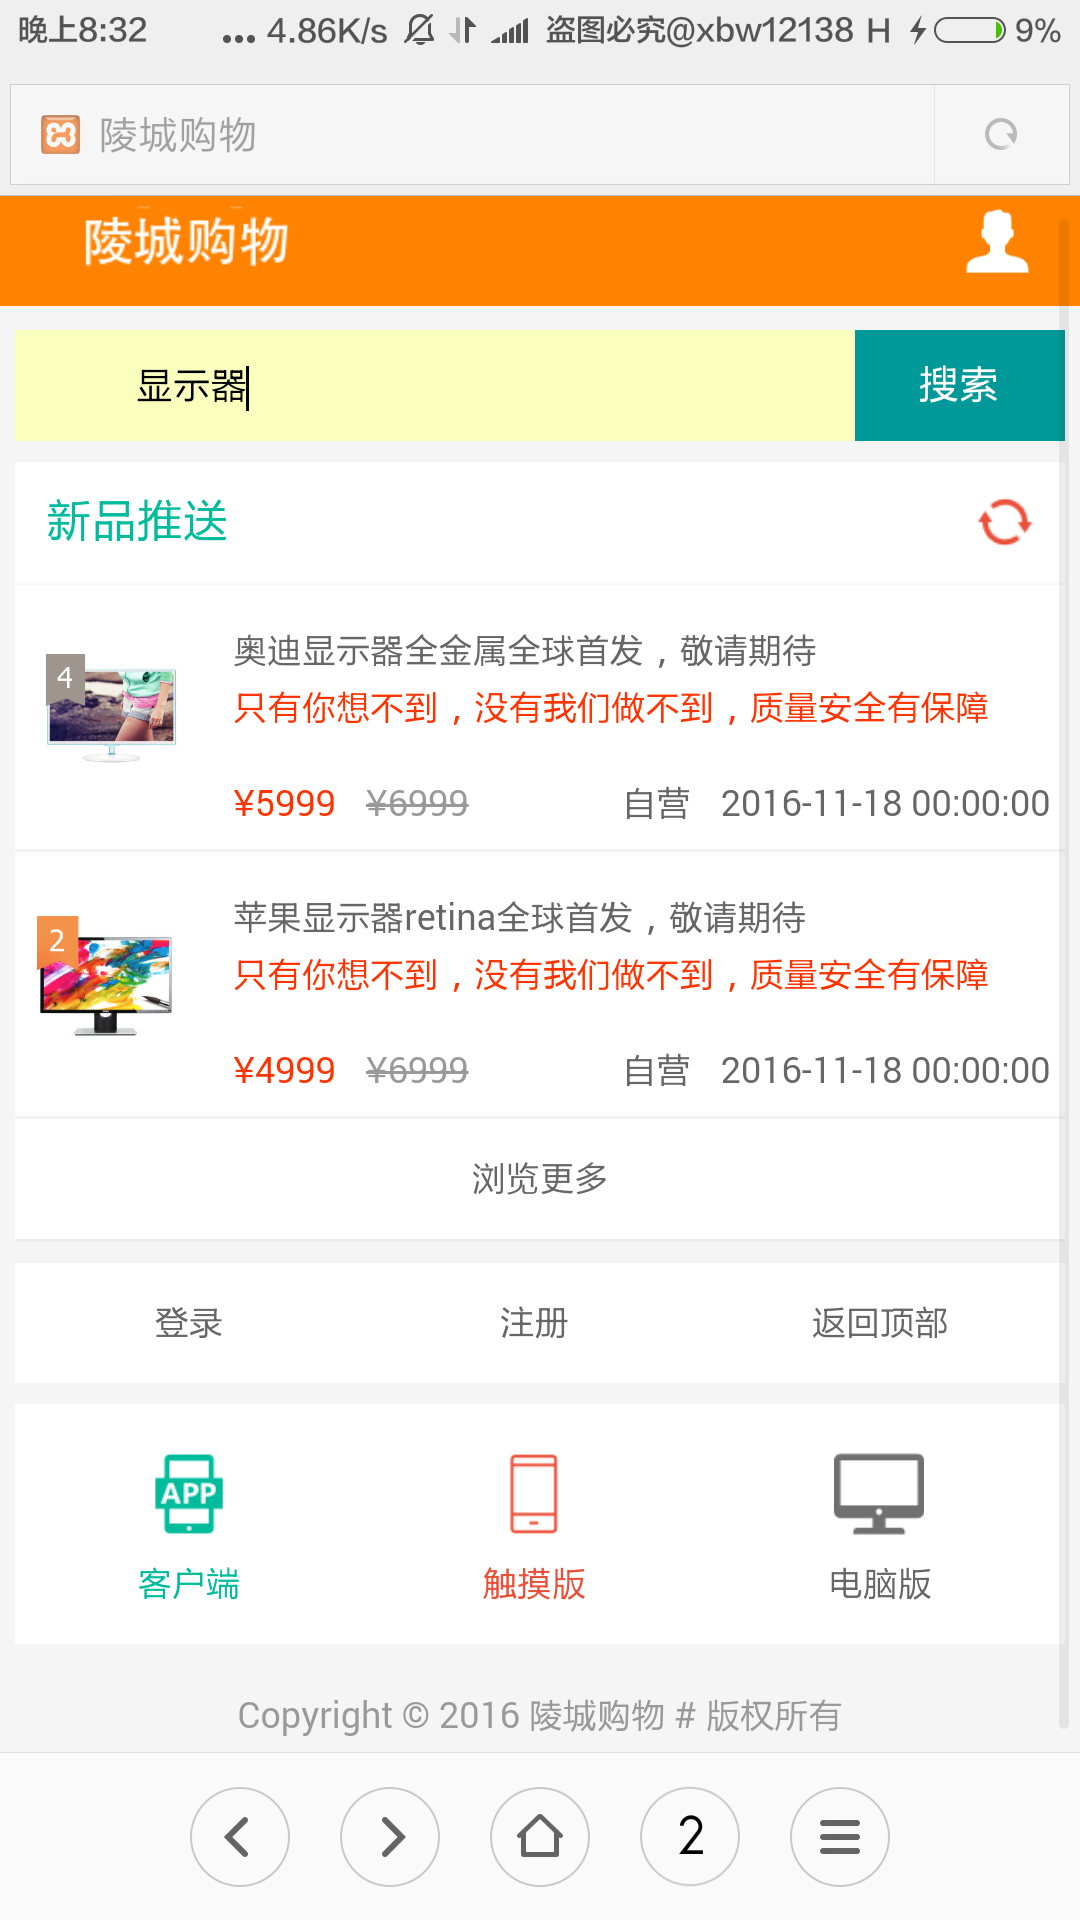 晚上8:32 ... 4.86K/s 盗图必究@xbw12138 H 9%
陵城购物
陵城购物
显示器 搜索
新品推送
4
奥迪显示器全金属全球首发，敬请期待
只有你想不到，没有我们做不到，质量安全有保障
¥5999 ¥6999 自营 2016-11-18 00:00:00
2
苹果显示器retina全球首发，敬请期待
只有你想不到，没有我们做不到，质量安全有保障
¥4999 ¥6999 自营 2016-11-18 00:00:00
浏览更多
登录 注册 返回顶部
APP
客户端 触摸版 电脑版
Copyright © 2016 陵城购物 # 版权所有
2